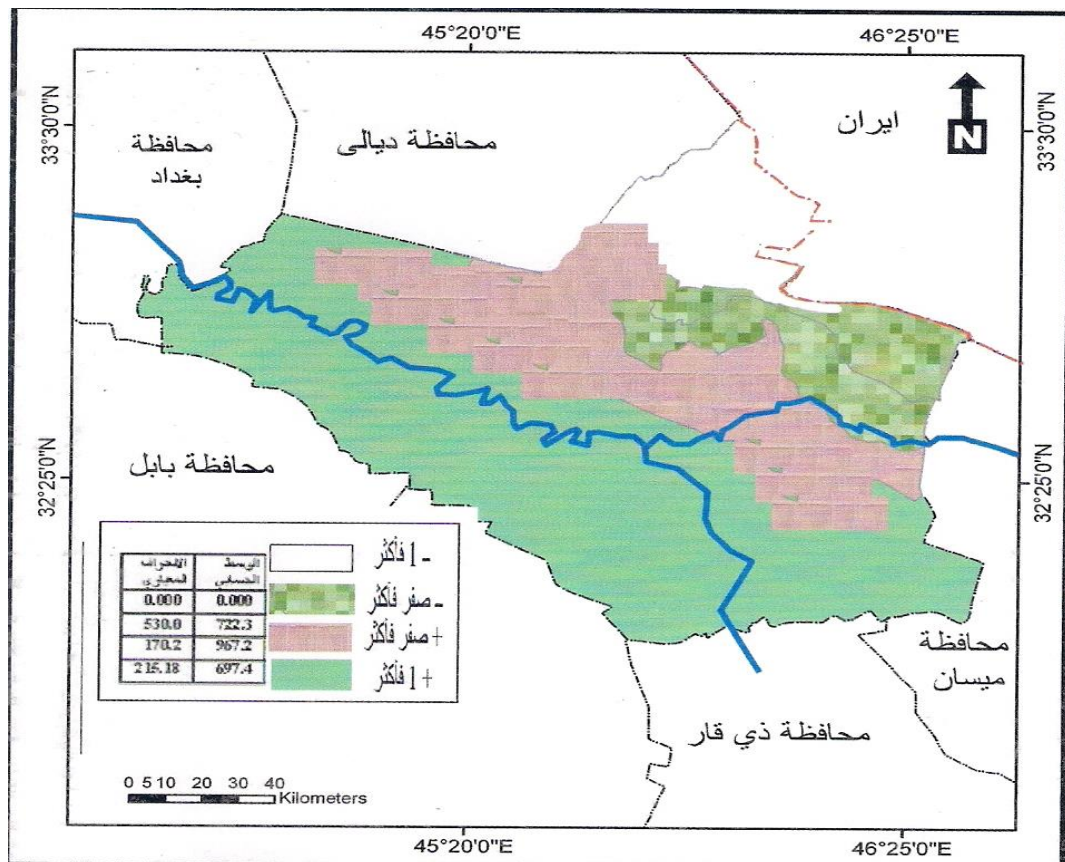 45°20'0"E
46°25'0"E
33°30'0"N
33°30'0"N
N
ايران
محافظة ديالى
محافظة
بغداد
محافظة بابل
32°25'0"N
32°25'0"N
الوسط الحسابي
الانحراف المعياري
- 1 فأكثر
0.000
0.000
- صفر فأكثر
722.3
530.0
+ صفر فأكثر
967.2
170.2
+ 1 فأكثر
697.4
215.18
محافظة
ميسان
محافظة ذي قار
0 5 10 20 30 40
Kilometers
45°20'0"E
46°25'0"E